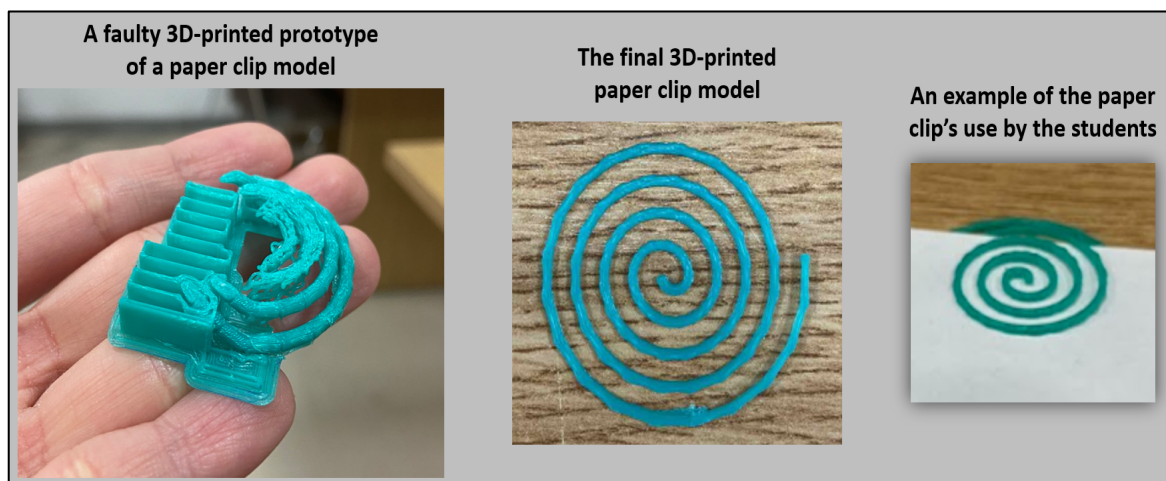 A faulty 3D-printed prototype
of a paper clip model
The final 3D-printed
paper clip model
An example of the paper
clip’s use by the students